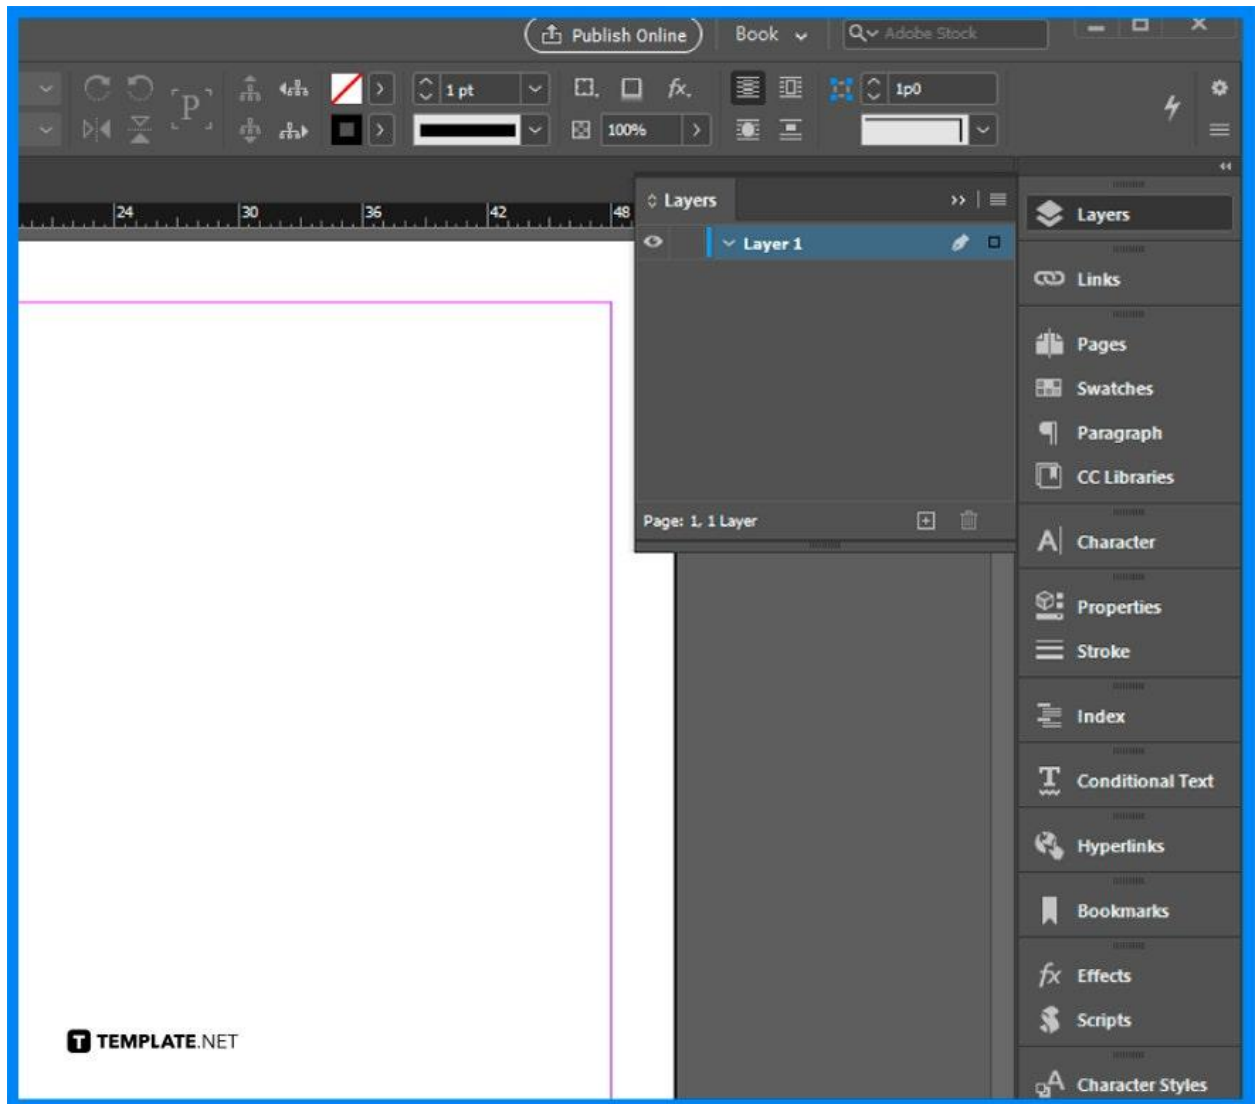 Publish Online
Book
Adobe Stock
1 pt
fx.
1p0
P
100%
24 30 36 42 48
Layers
Layer 1
Page: 1, 1 Layer
Layers
Links
Pages
Swatches
Paragraph
CC Libraries
A Character
Properties
Stroke
Index
T Conditional Text
Hyperlinks
Bookmarks
fx Effects
Scripts
A Character Styles
T TEMPLATE.NET